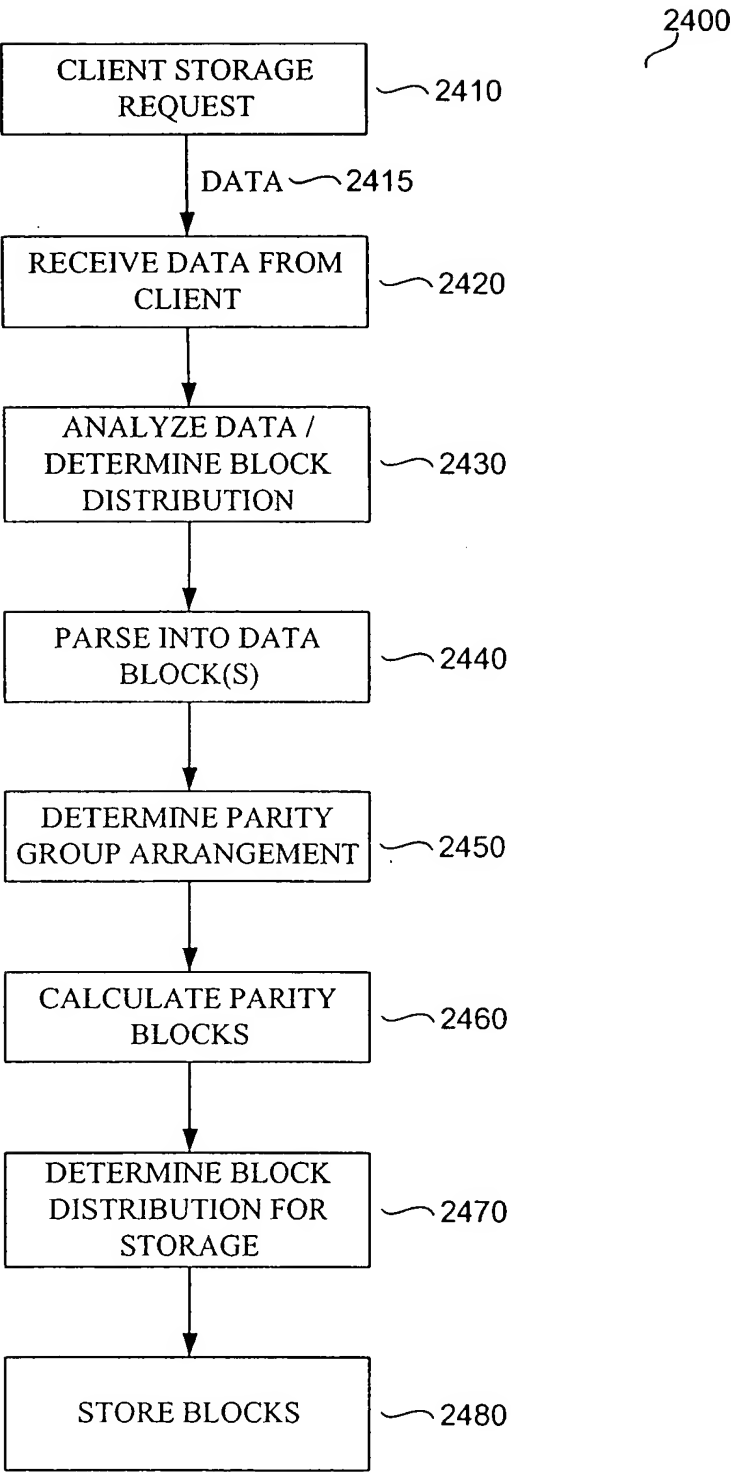 2400
CLIENT STORAGE
REQUEST
2410
DATA 2415
RECEIVE DATA FROM
CLIENT
2420
ANALYZE DATA /
DETERMINE BLOCK
DISTRIBUTION
2430
PARSE INTO DATA
BLOCK(S)
2440
DETERMINE PARITY
GROUP ARRANGEMENT
2450
CALCULATE PARITY
BLOCKS
2460
DETERMINE BLOCK
DISTRIBUTION FOR
STORAGE
2470
STORE BLOCKS
2480